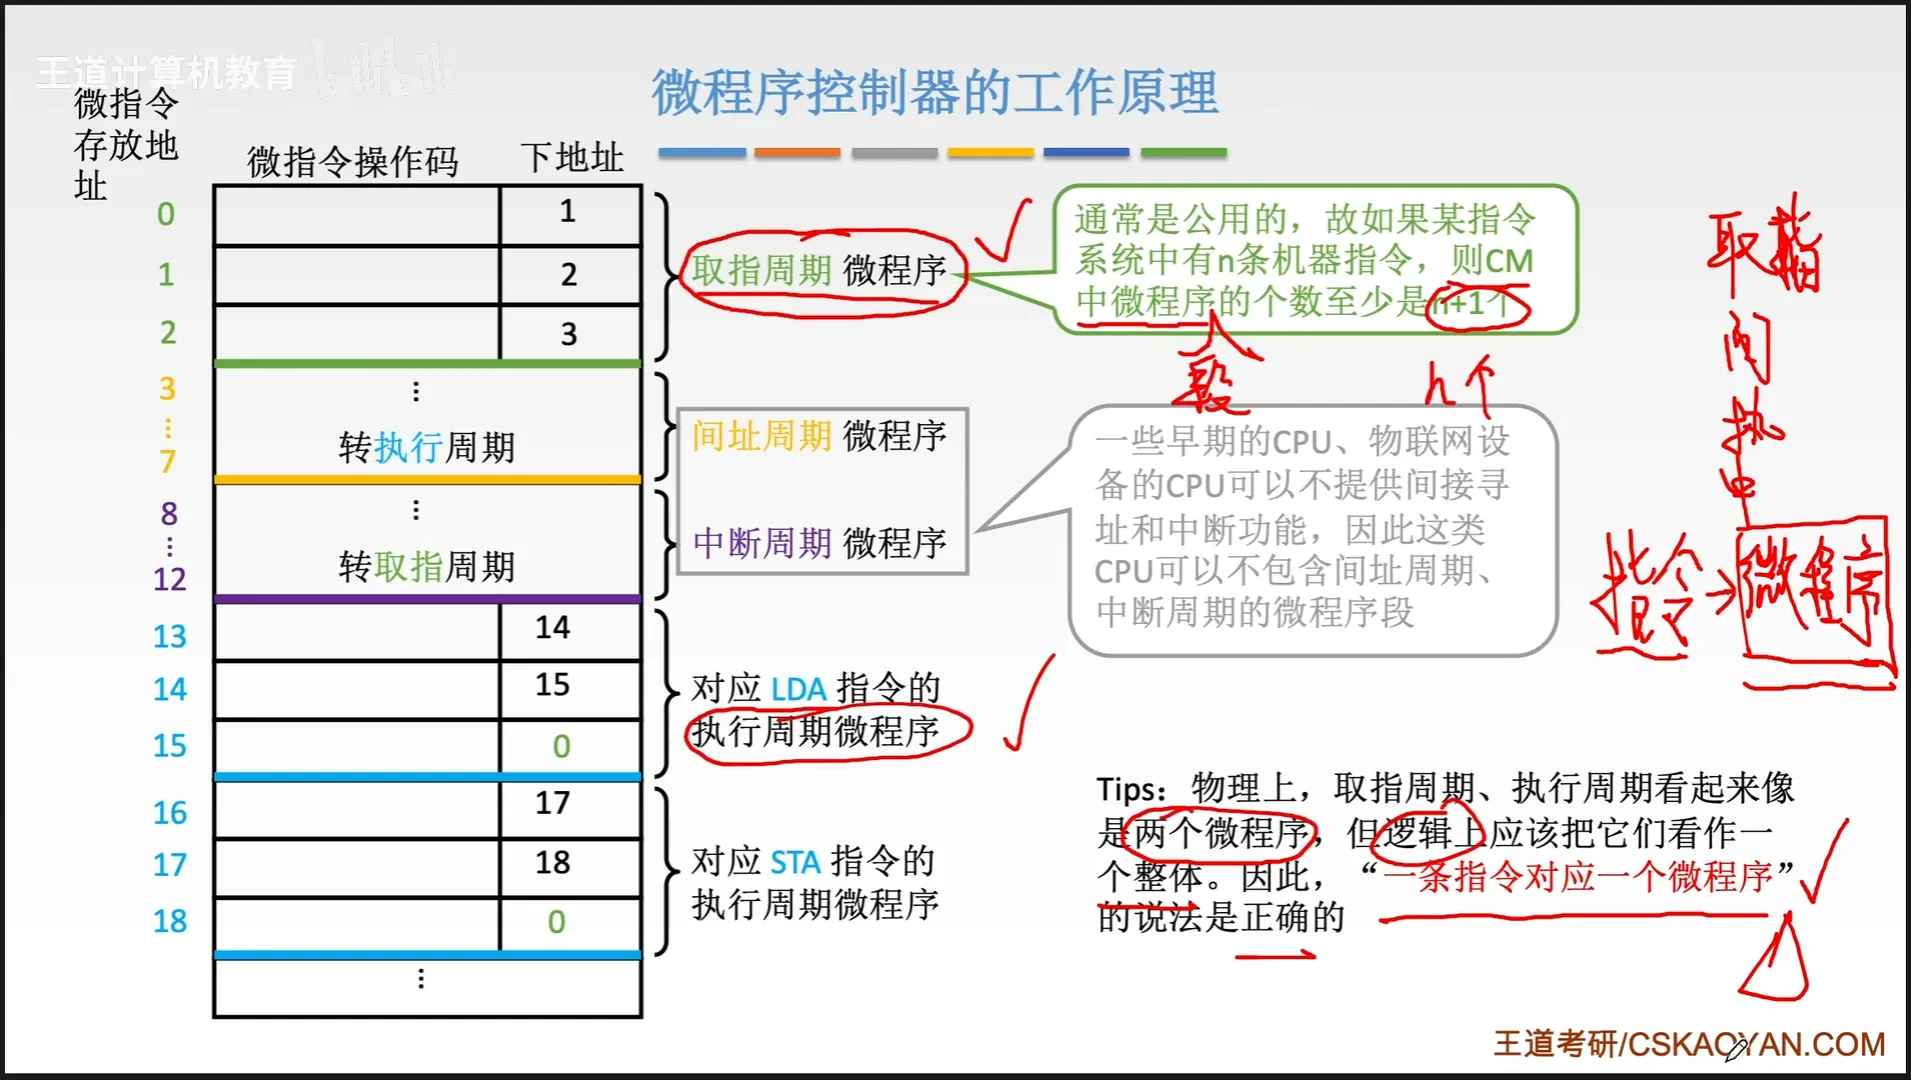 王道计算机教育 bilibili
微程序控制器的工作原理
微指令
存放地
址
微指令操作码 下地址
0 1
1 2
2 3
取指周期 微程序
通常是公用的，故如果某指令
系统中有n条机器指令，则CM
中微程序的个数至少是n+1个
段
n个
取指
间
执
中
指令→微程序
3
⋮
7
⋮
转执行周期
间址周期 微程序
8
⋮
12
⋮
转取指周期
中断周期 微程序
一些早期的CPU、物联网设
备的CPU可以不提供间接寻
址和中断功能，因此这类
CPU可以不包含间址周期、
中断周期的微程序段
13 14
14 15
15 0
对应 LDA 指令的
执行周期微程序
16 17
17 18
18 0
对应 STA 指令的
执行周期微程序
⋮
Tips：物理上，取指周期、执行周期看起来像
是两个微程序，但逻辑上应该把它们看作一
个整体。因此，“一条指令对应一个微程序”
的说法是正确的
王道考研/CSKAOYAN.COM